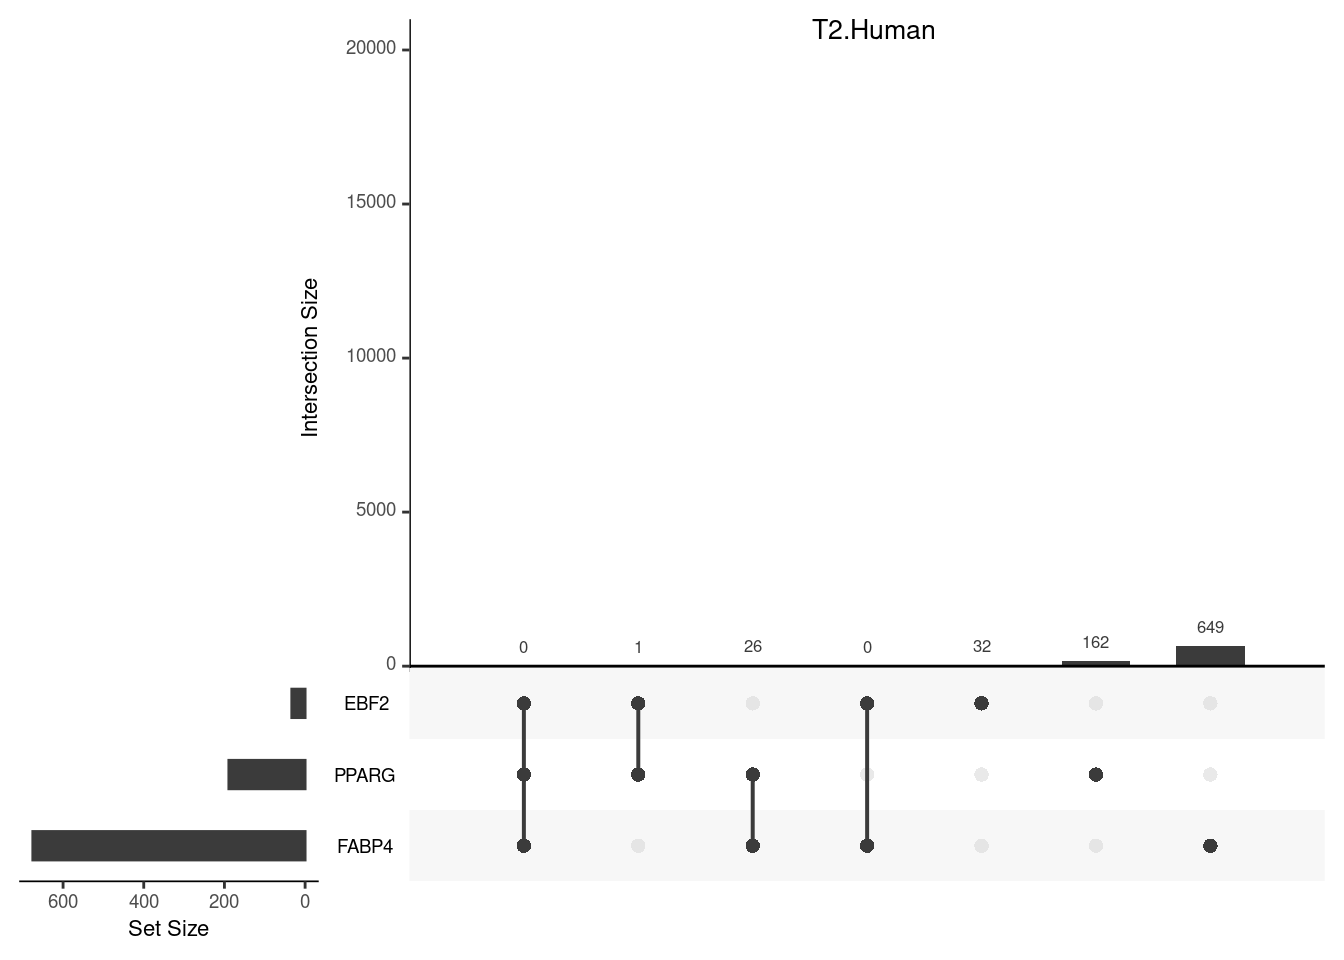 T2.Human
20000
15000
10000
5000
0
Intersection Size
0 1 26 0 32 162 649
EBF2
PPARG
FABP4
600 400 200 0
Set Size